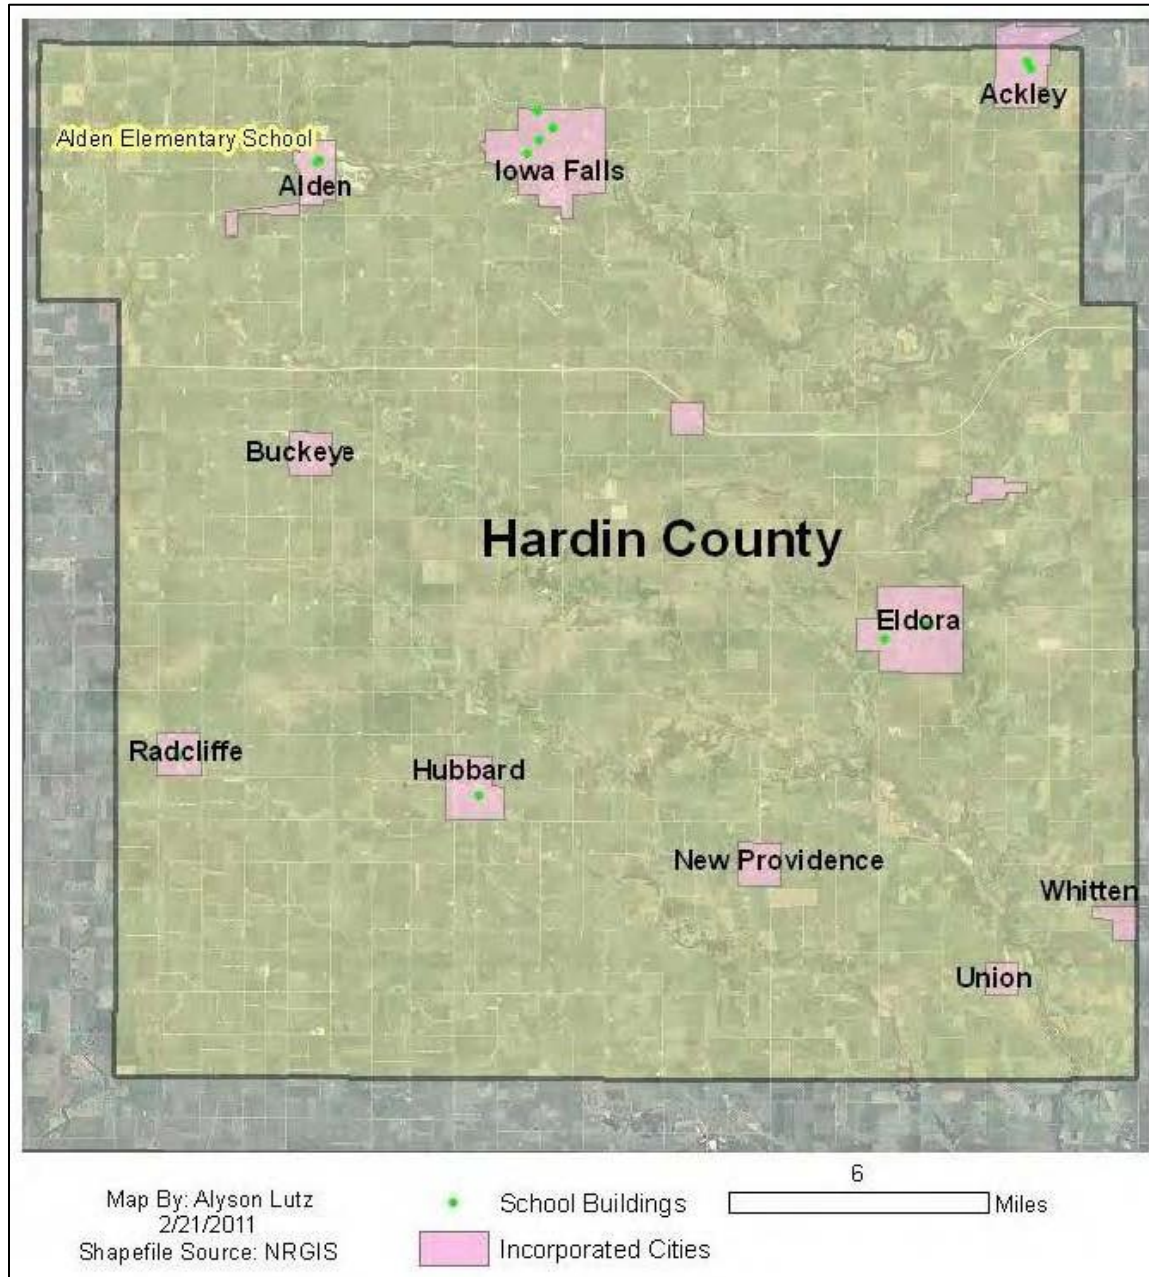 Ackley
Alden Elementary School
Iowa Falls
Alden
Buckeye
Hardin County
Eldora
Radcliffe
Hubbard
New Providence
Whitten
Union
6
Miles
Map By: Alyson Lutz
2/21/2011
Shapefile Source: NRGIS
School Buildings
Incorporated Cities